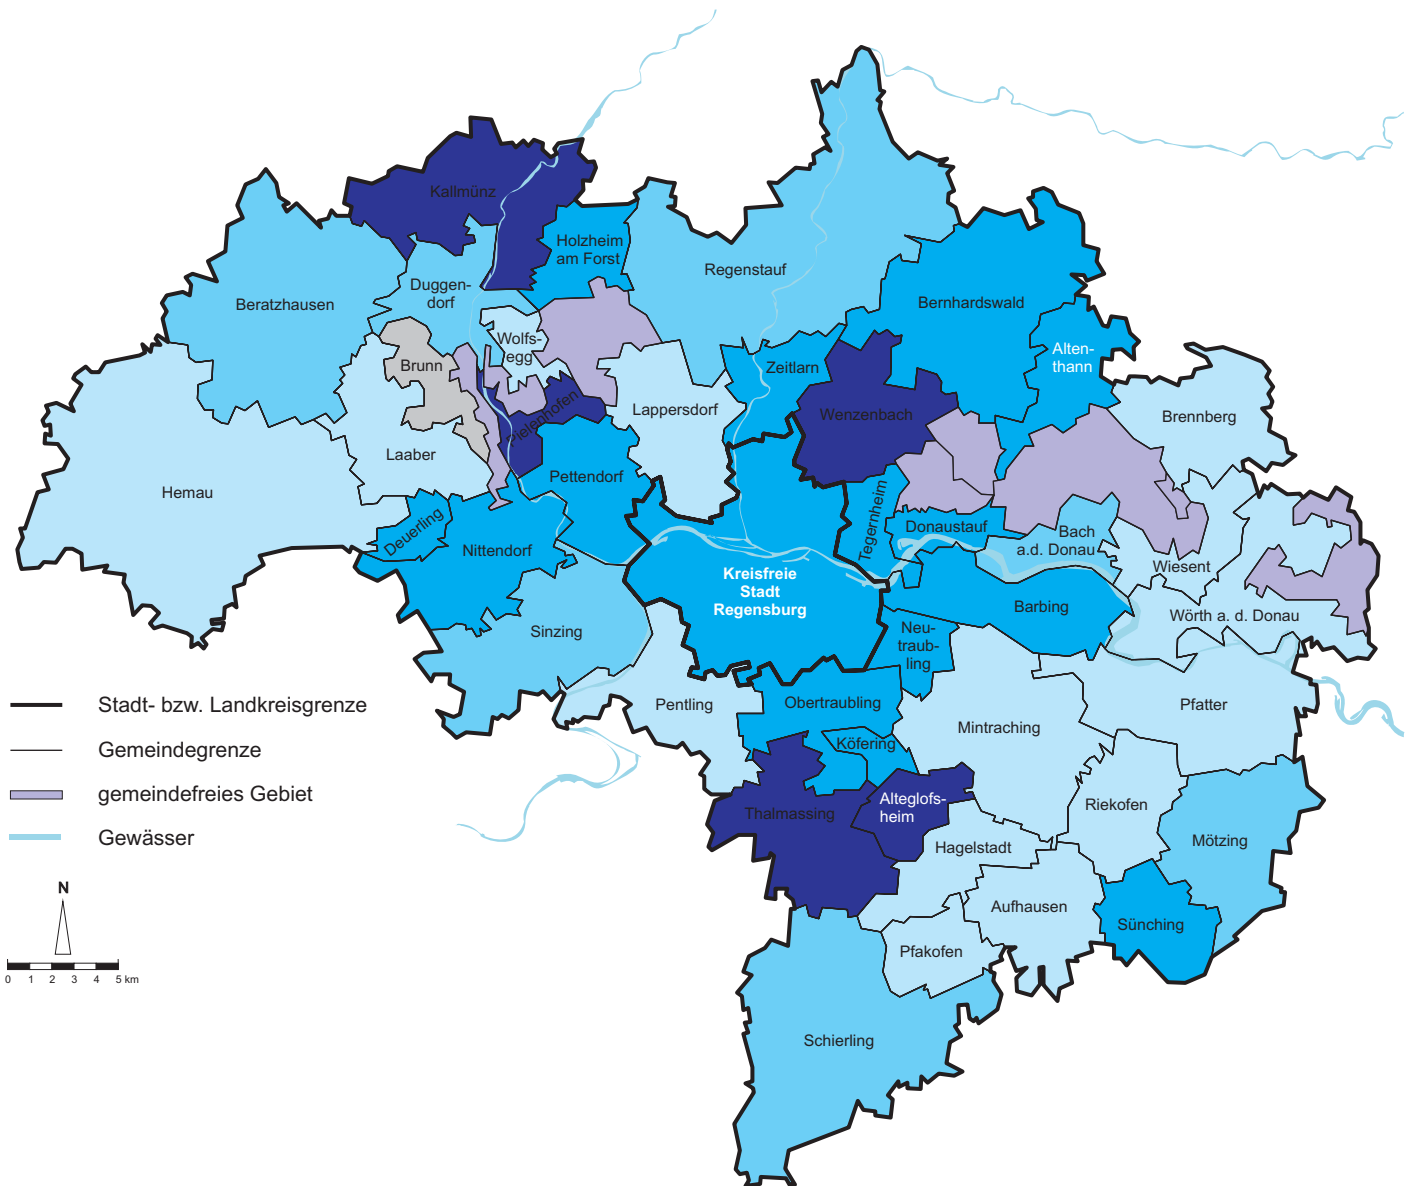 Kallmünz
Holzheim
am Forst
Regenstauf
Duggen-
dorf
Beratzhausen
Bernhardswald
Wolfs-
egg
Alten-
thann
Brunn
Zeitlarn
Pielenhofen
Lappersdorf
Wenzenbach
Brennberg
Laaber
Hemau
Pettendorf
Deuerling
Nittendorf
Tegernheim
Donaustauf
Bach
a.d. Donau
Wiesent
Kreisfreie
Stadt
Regensburg
Barbing
Wörth a. d. Donau
Sinzing
Neu-
traub-
ling
Pentling
Obertraubling
Mintraching
Pfatter
Köfering
Thalmassing
Alteglofs-
heim
Riekofen
Hagelstadt
Mötzing
Aufhausen
Sünching
Pfakofen
Schierling
Stadt- bzw. Landkreisgrenze
Gemeindegrenze
gemeindefreies Gebiet
Gewässer
N
0 1 2 3 4 5 km